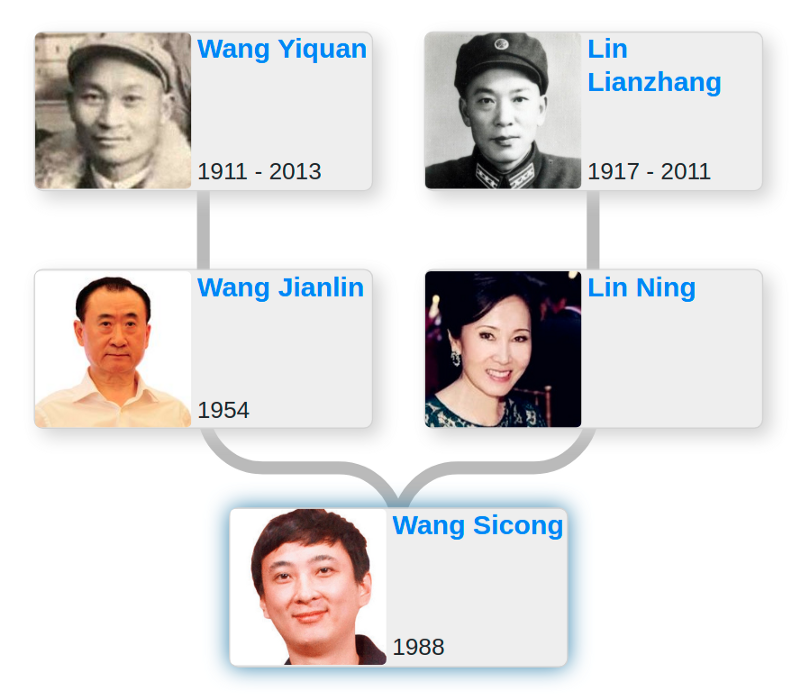 Wang Yiquan
1911 - 2013
Lin
Lianzhang
1917 - 2011
Wang Jianlin
1954
Lin Ning
Wang Sicong
1988